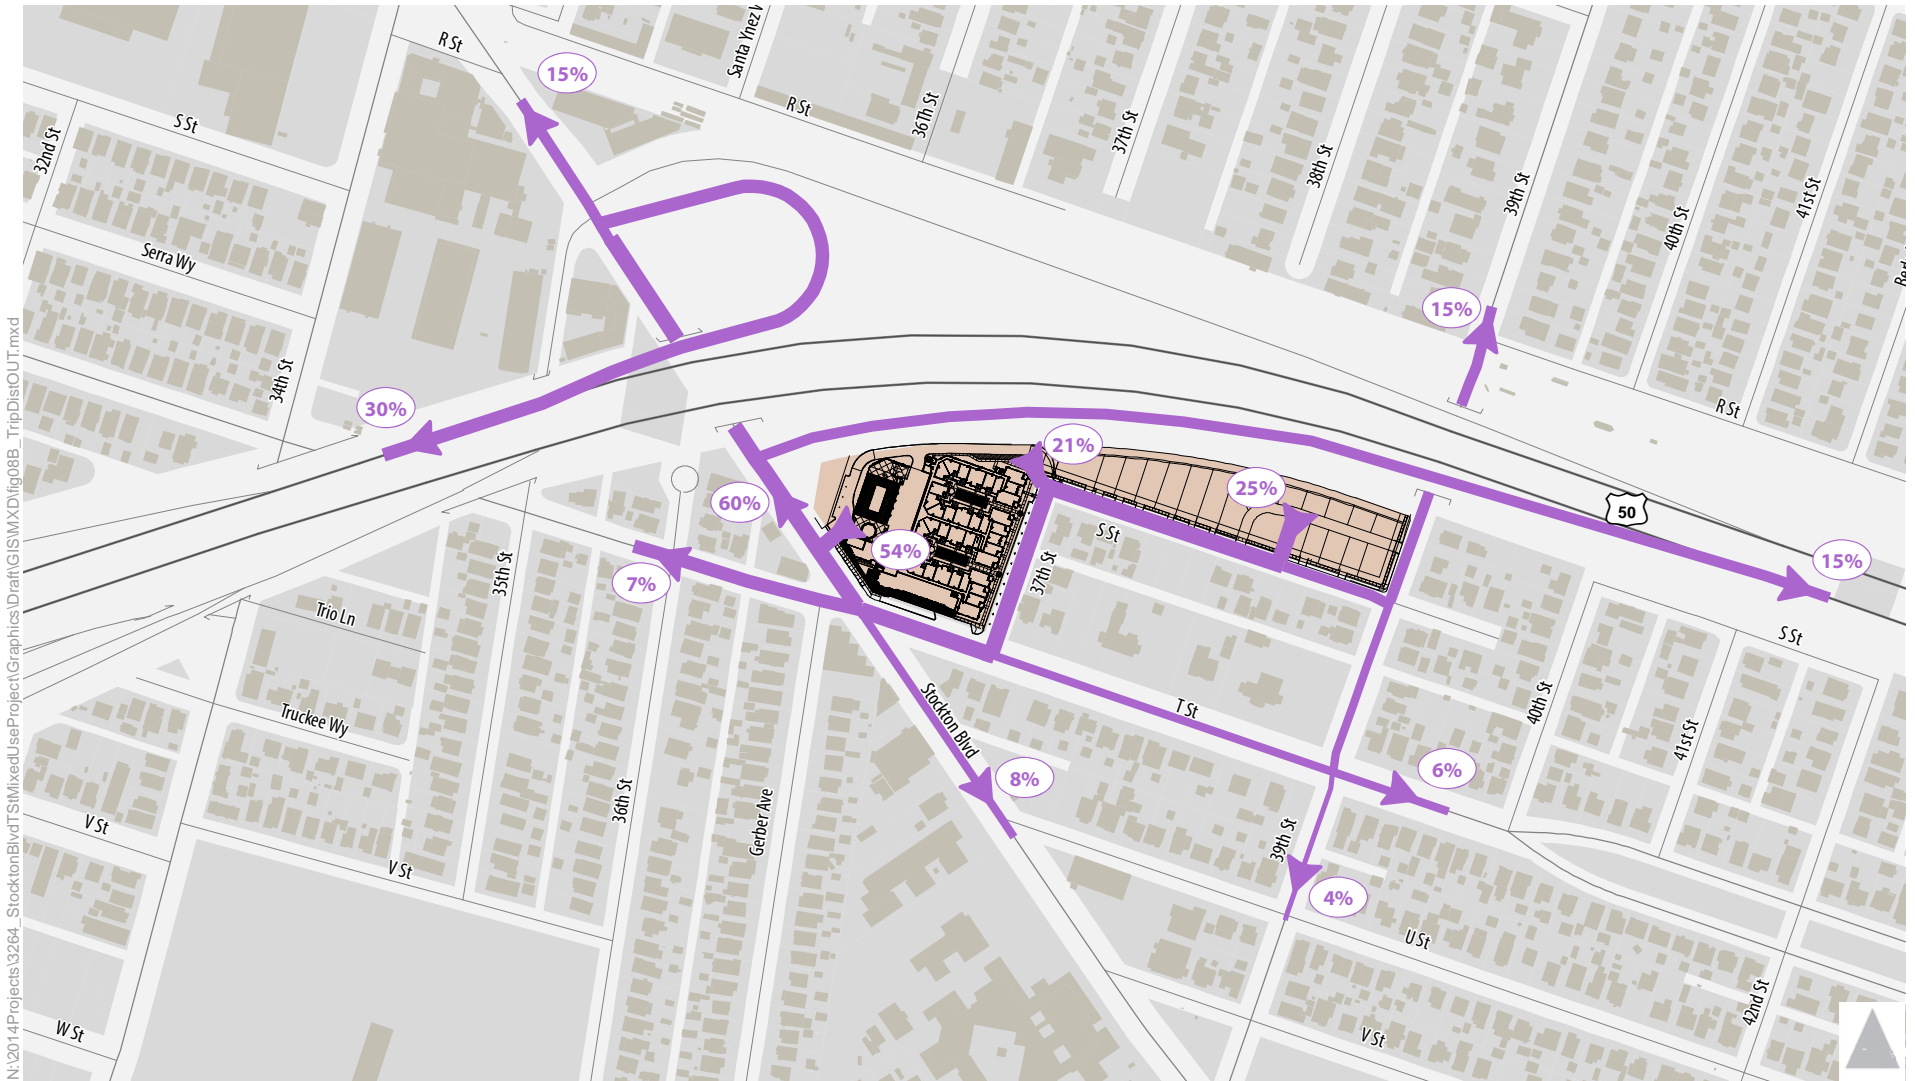 R St
Santa Ynez W
15%
R St
36Th St
37th St
S St
32nd St
38th St
39th St
41st St
40th St
Serra Wy
34th St
15%
30%
R St
21%
25%
60%
50
S St
54%
15%
7%
35th St
37th St
Trio Ln
S St
Truckee Wy
Stockton Blvd
T St
40th St
41st St
8%
6%
36th St
Gerber Ave
V St
39th St
V St
4%
U St
42nd St
W St
V St
N:\2014Projects\3264_StocktonBlvdTStMixedUseProject\Graphics\Draft\GIS\MXD\fig08B_TripDistOUT.mxd